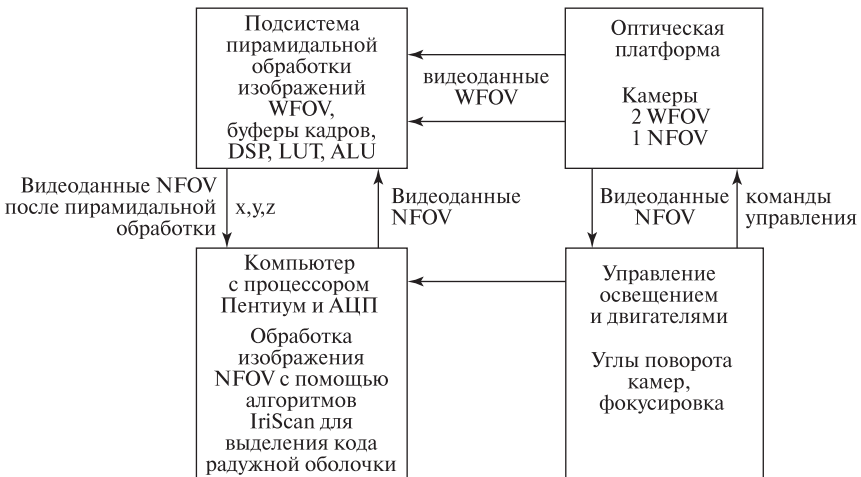 Подсистема
пирамидальной
обработки
изображений
WFOV,
буферы кадров,
DSP, LUT, ALU
видеоданные
WFOV
Оптическая
платформа
Камеры
2 WFOV
1 NFOV
Видеоданные NFOV
после пирамидальной
обработки
x,y,z
Видеоданные
NFOV
Видеоданные
NFOV
команды
управления
Компьютер
с процессором
Пентиум и АЦП
Обработка
изображения
NFOV с помощью
алгоритмов
IriScan для
выделения кода
радужной оболочки
Управление
освещением
и двигателями
Углы поворота
камер,
фокусировка